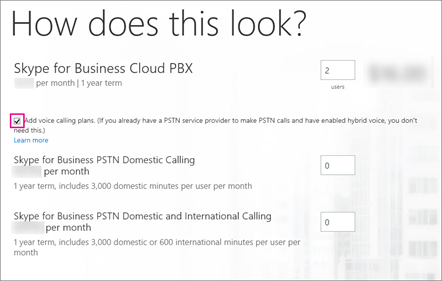 How does this look?
Skype for Business Cloud PBX
2
per month | 1 year term
users
Add voice calling plans. (If you already have a PSTN service provider to make PSTN calls and have enabled hybrid voice, you don't
need this.)
Learn more
Skype for Business PSTN Domestic Calling
0
per month
1 year term, includes 3,000 domestic minutes per user per month
Skype for Business PSTN Domestic and International Calling
0
per month
1 year term, includes 3,000 domestic or 600 international minutes per user per
month